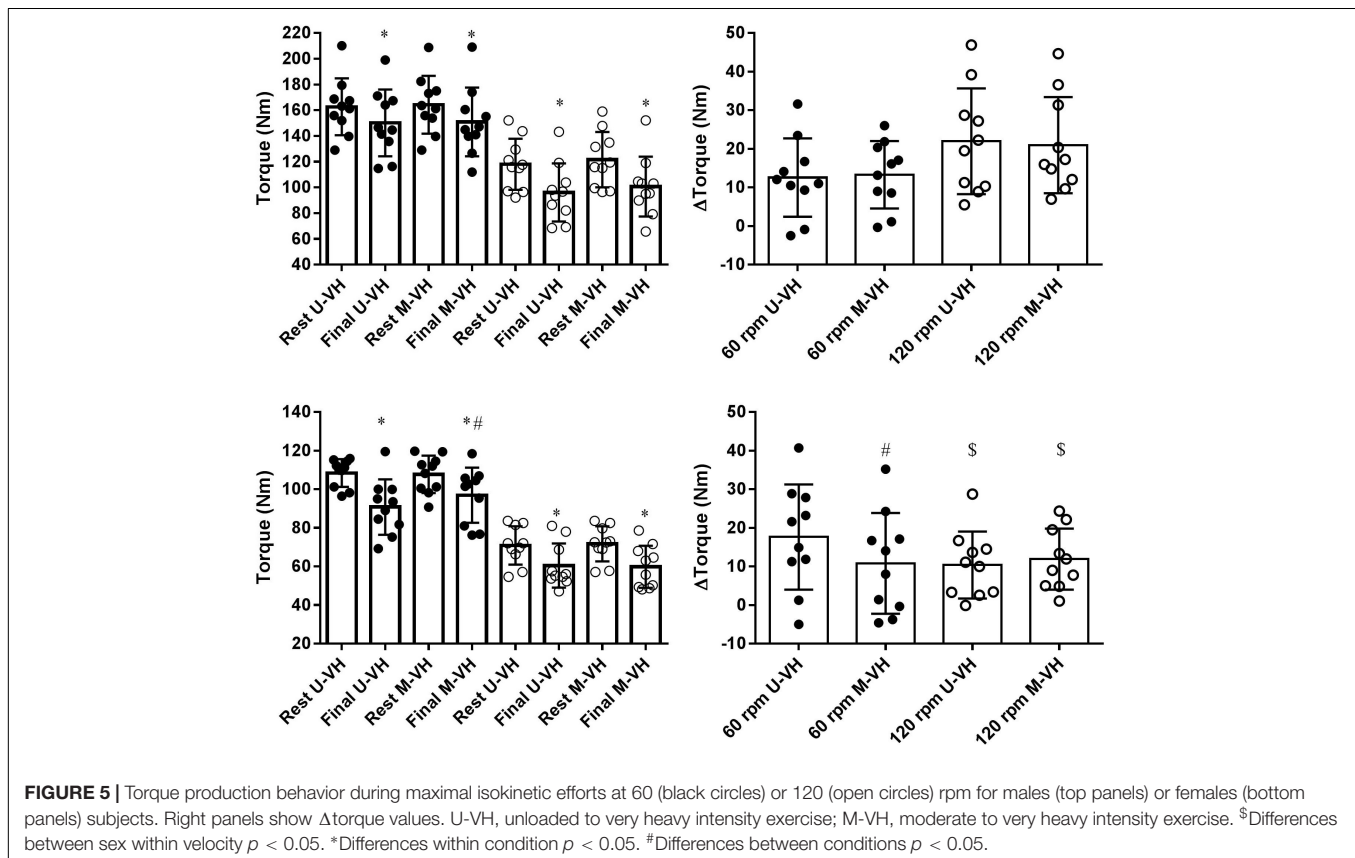 220
200
180
160
140
120
100
80
60
40
Torque (Nm)
* * * *
Rest U-VH
Final U-VH
Rest M-VH
Final M-VH
Rest U-VH
Final U-VH
Rest M-VH
Final M-VH
50
40
30
20
10
0
-10
ΔTorque (Nm)
60 rpm U-VH
60 rpm M-VH
120 rpm U-VH
120 rpm M-VH
140
120
100
80
60
40
20
Torque (Nm)
* *# * *
Rest U-VH
Final U-VH
Rest M-VH
Final M-VH
Rest U-VH
Final U-VH
Rest M-VH
Final M-VH
50
40
30
20
10
0
-10
ΔTorque (Nm)
# $ $
60 rpm U-VH
60 rpm M-VH
120 rpm U-VH
120 rpm M-VH
FIGURE 5 | Torque production behavior during maximal isokinetic efforts at 60 (black circles) or 120 (open circles) rpm for males (top panels) or females (bottom
panels) subjects. Right panels show Δtorque values. U-VH, unloaded to very heavy intensity exercise; M-VH, moderate to very heavy intensity exercise. $Differences
between sex within velocity p < 0.05. *Differences within condition p < 0.05. #Differences between conditions p < 0.05.